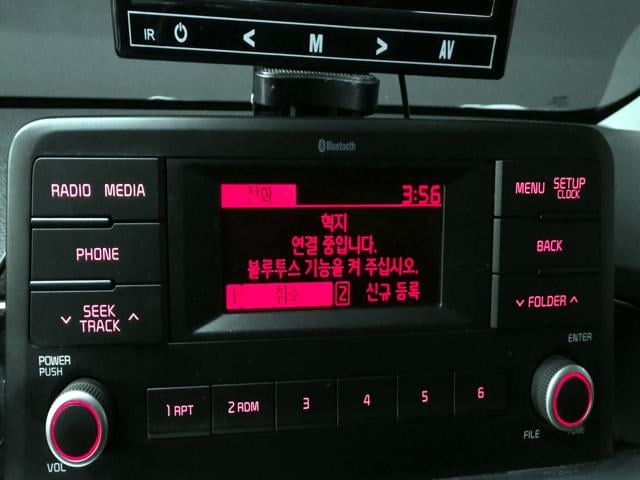 IR < M > AV
Bluetooth
RADIO MEDIA
PHONE
SEEK
TRACK
POWER
PUSH
VOL
전화 3:56
혁지
연결 중입니다.
블루투스 기능을 켜 주십시오.
1 취소 2 신규 등록
MENU SETUP
CLOCK
BACK
FOLDER
ENTER
FILE TUNE
1 RPT 2 RDM 3 4 5 6